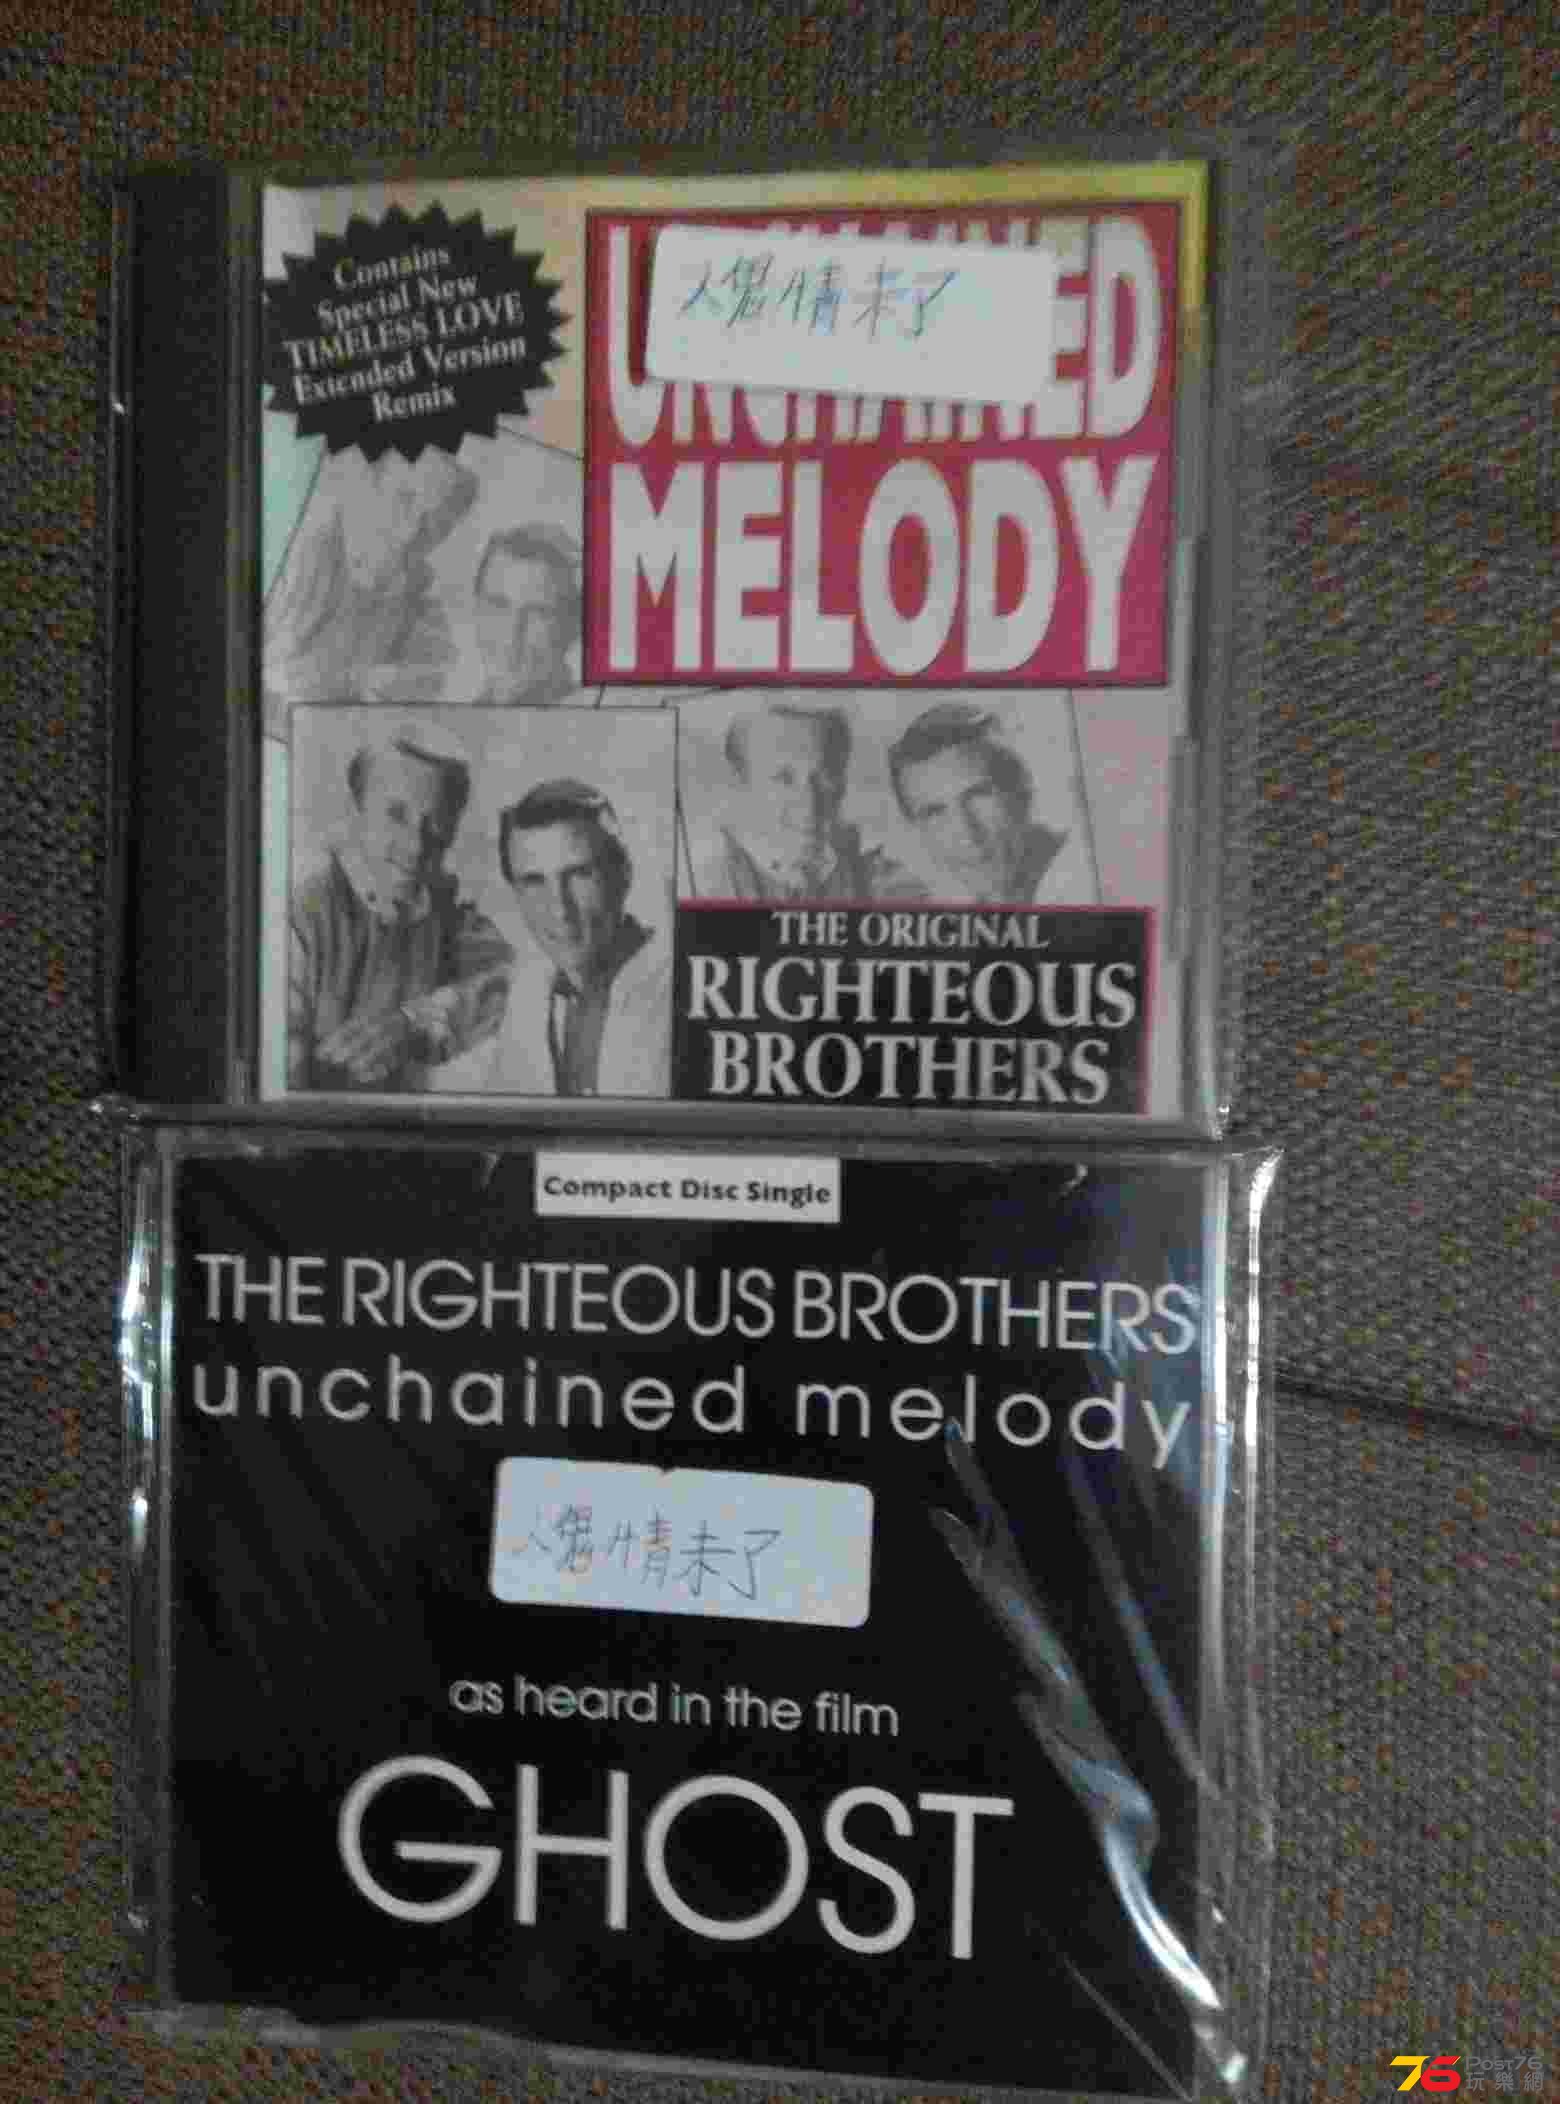 Contains
Special New
TIMELESS LOVE
Extended Version
Remix
UNCHAINED
人鬼情未了
MELODY
THE ORIGINAL
RIGHTEOUS
BROTHERS
Compact Disc Single
THE RIGHTEOUS BROTHERS
unchained melody
人鬼情未了
as heard in the film
GHOST
76 Post76
玩樂網